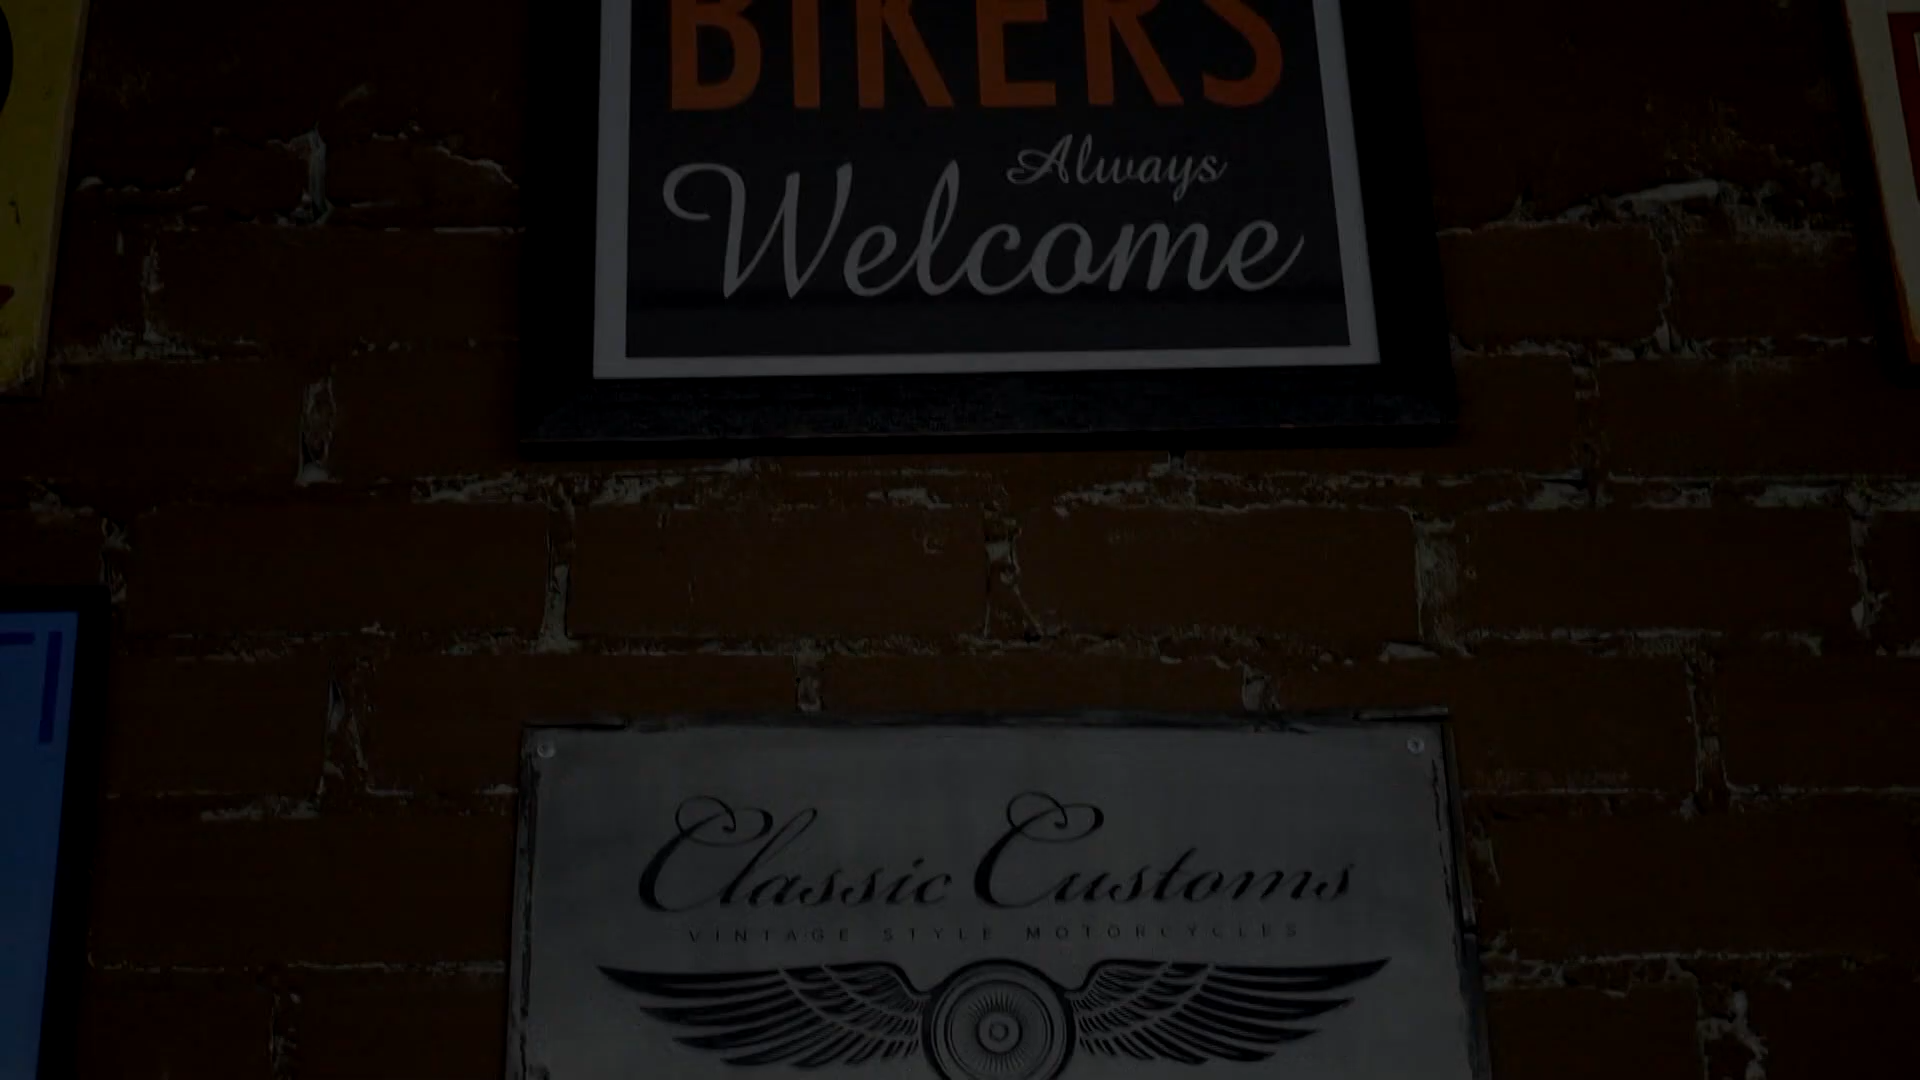 BIKERS
Always
Welcome
Classic Customs
VINTAGE STYLE MOTORCYCLES